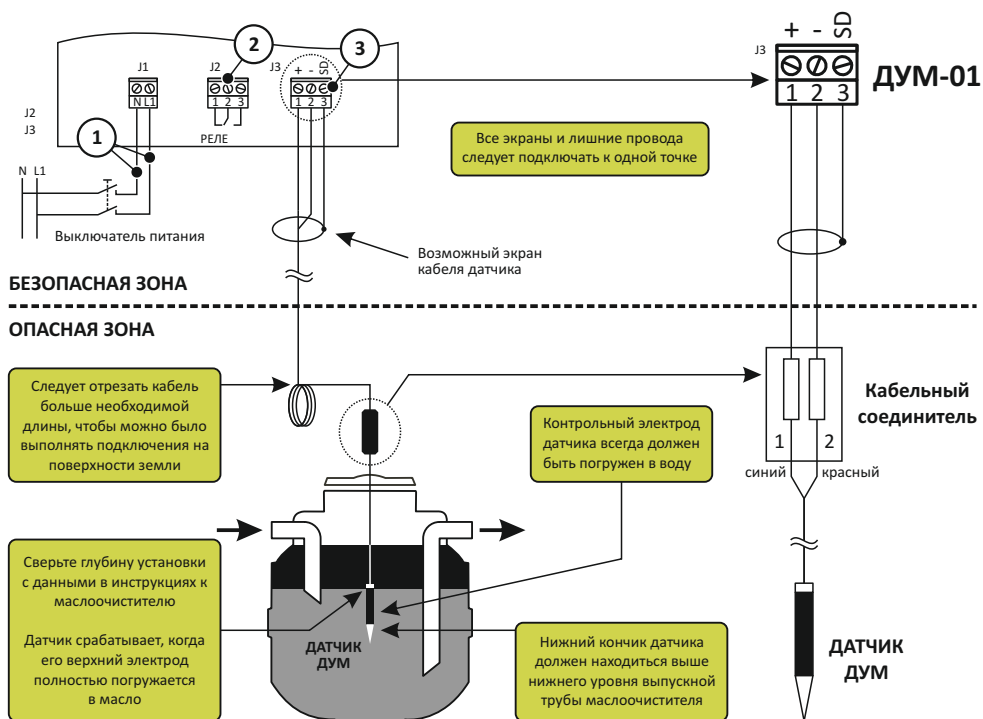 + - SD
J3
ДУМ-01
1 2 3
2
3
J1
J2
J3
+ - SD
N L1
1 2 3
1 2 3
РЕЛЕ
J2
J3
1
N L1
Выключатель питания
Все экраны и лишние провода
следует подключать к одной точке
Возможный экран
кабеля датчика
БЕЗОПАСНАЯ ЗОНА
ОПАСНАЯ ЗОНА
Следует отрезать кабель
больше необходимой
длины, чтобы можно было
выполнять подключения на
поверхности земли
Контрольный электрод
датчика всегда должен
быть погружен в воду
Кабельный
соединитель
1 2
синий красный
Сверьте глубину установки
с данными в инструкциях к
маслоочистителю
Датчик срабатывает, когда
его верхний электрод
полностью погружается
в масло
ДАТЧИК
ДУМ
Нижний кончик датчика
должен находиться выше
нижнего уровня выпускной
трубы маслоочистителя
ДАТЧИК
ДУМ